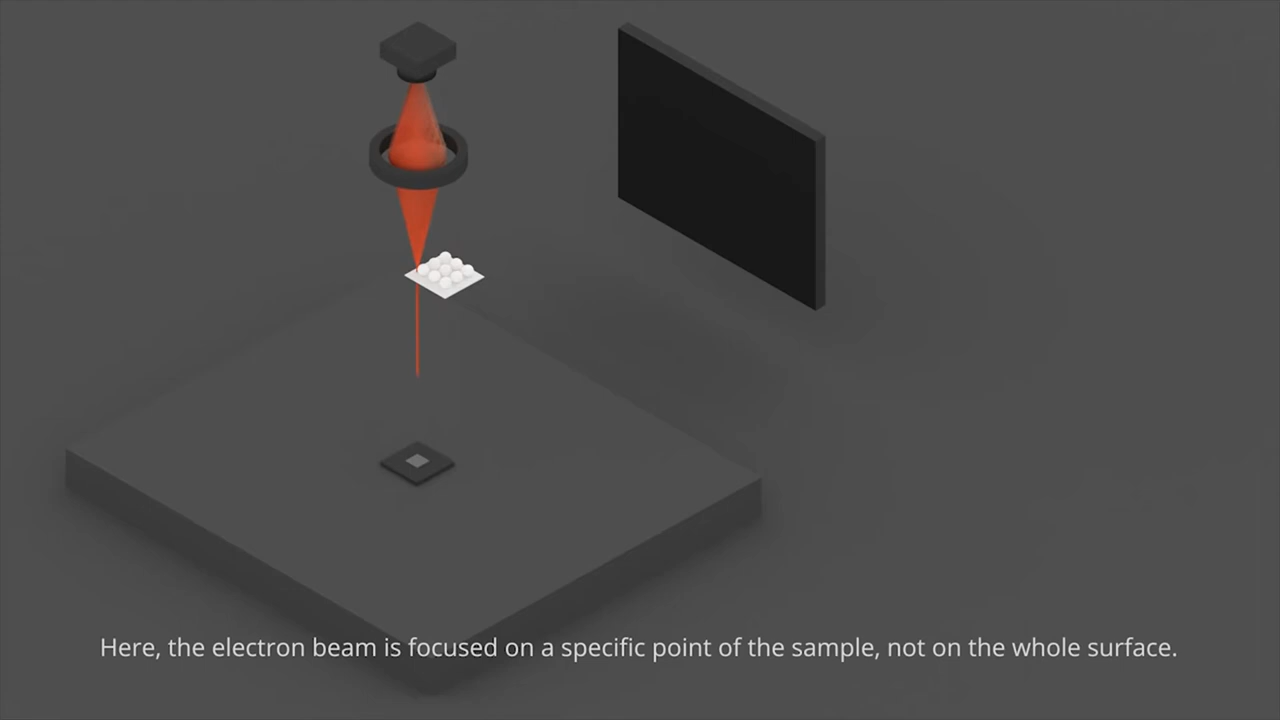 Here, the electron beam is focused on a specific point of the sample, not on the whole surface.